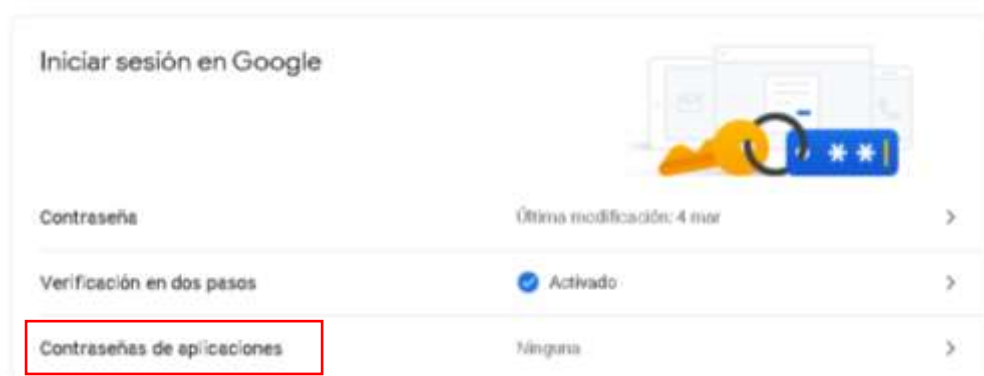 Iniciar sesión en Google
* *
Contraseña Última modificación: 4 mar
Verificación en dos pasos Activado
Contraseñas de aplicaciones Ninguna